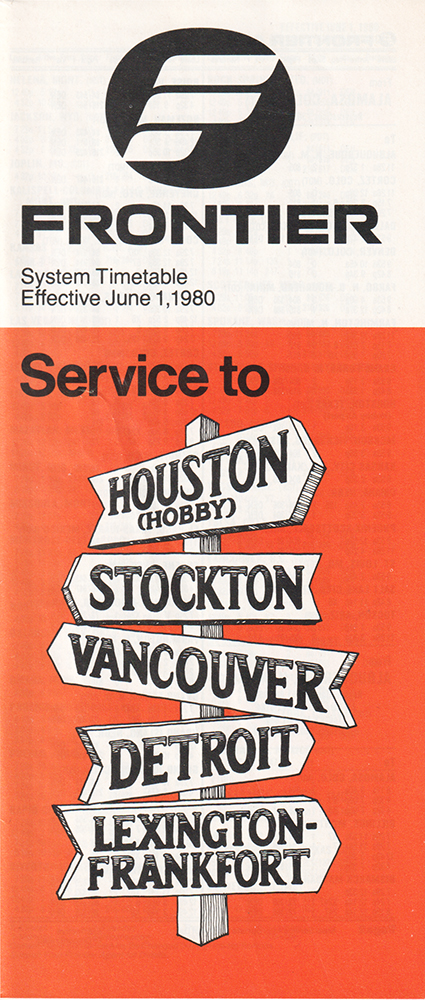 FRONTIER
System Timetable
Effective June 1,1980
Service to
HOUSTON
(HOBBY)
STOCKTON
VANCOUVER
DETROIT
LEXINGTON-
FRANKFORT